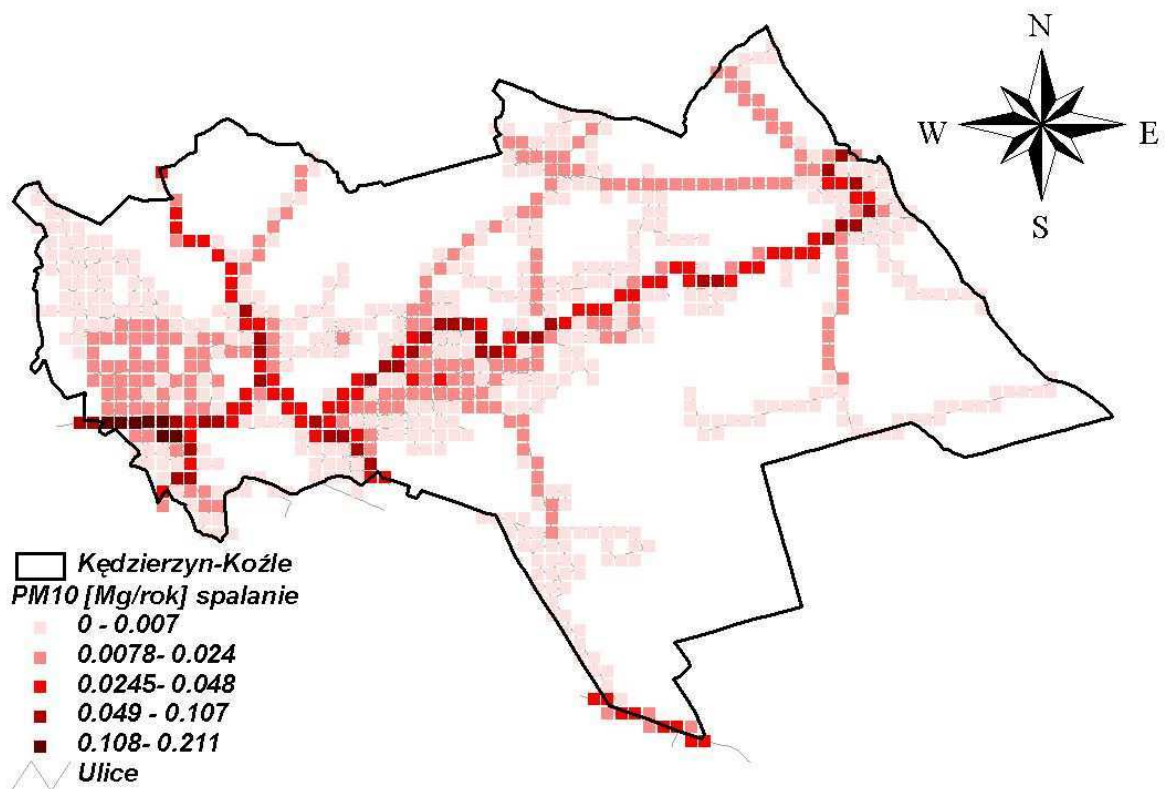 N
W E
S
Kędzierzyn-Koźle
PM10 [Mg/rok] spalanie
0 - 0.007
0.0078- 0.024
0.0245- 0.048
0.049 - 0.107
0.108- 0.211
Ulice